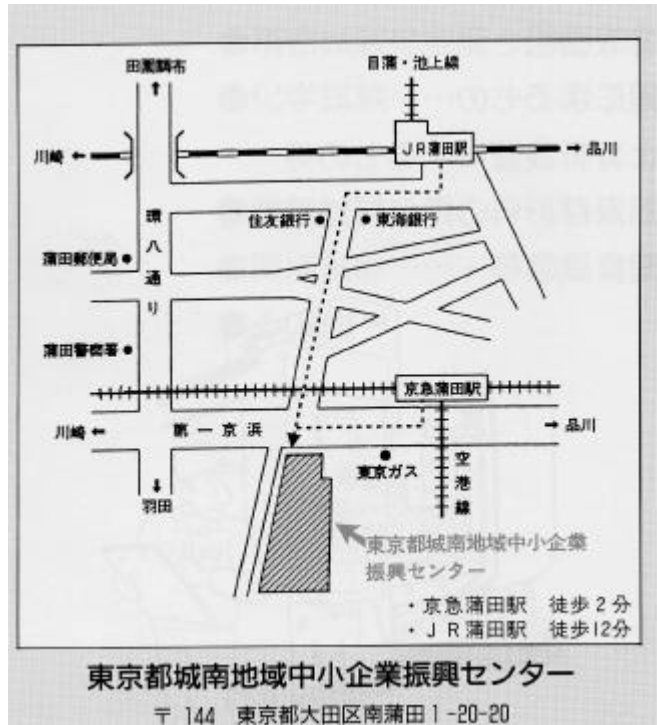 田園調布
目蒲・池上線
川崎 ←
JR蒲田駅
→ 品川
環八通り
住友銀行
東海銀行
蒲田郵便局
蒲田警察署
京急蒲田駅
川崎 ←
第一京浜
→ 品川
東京ガス
空港線
羽田
東京都城南地域中小企業
振興センター
・京急蒲田駅 徒歩2分
・JR蒲田駅 徒歩12分
東京都城南地域中小企業振興センター
〒144 東京都大田区南蒲田1-20-20